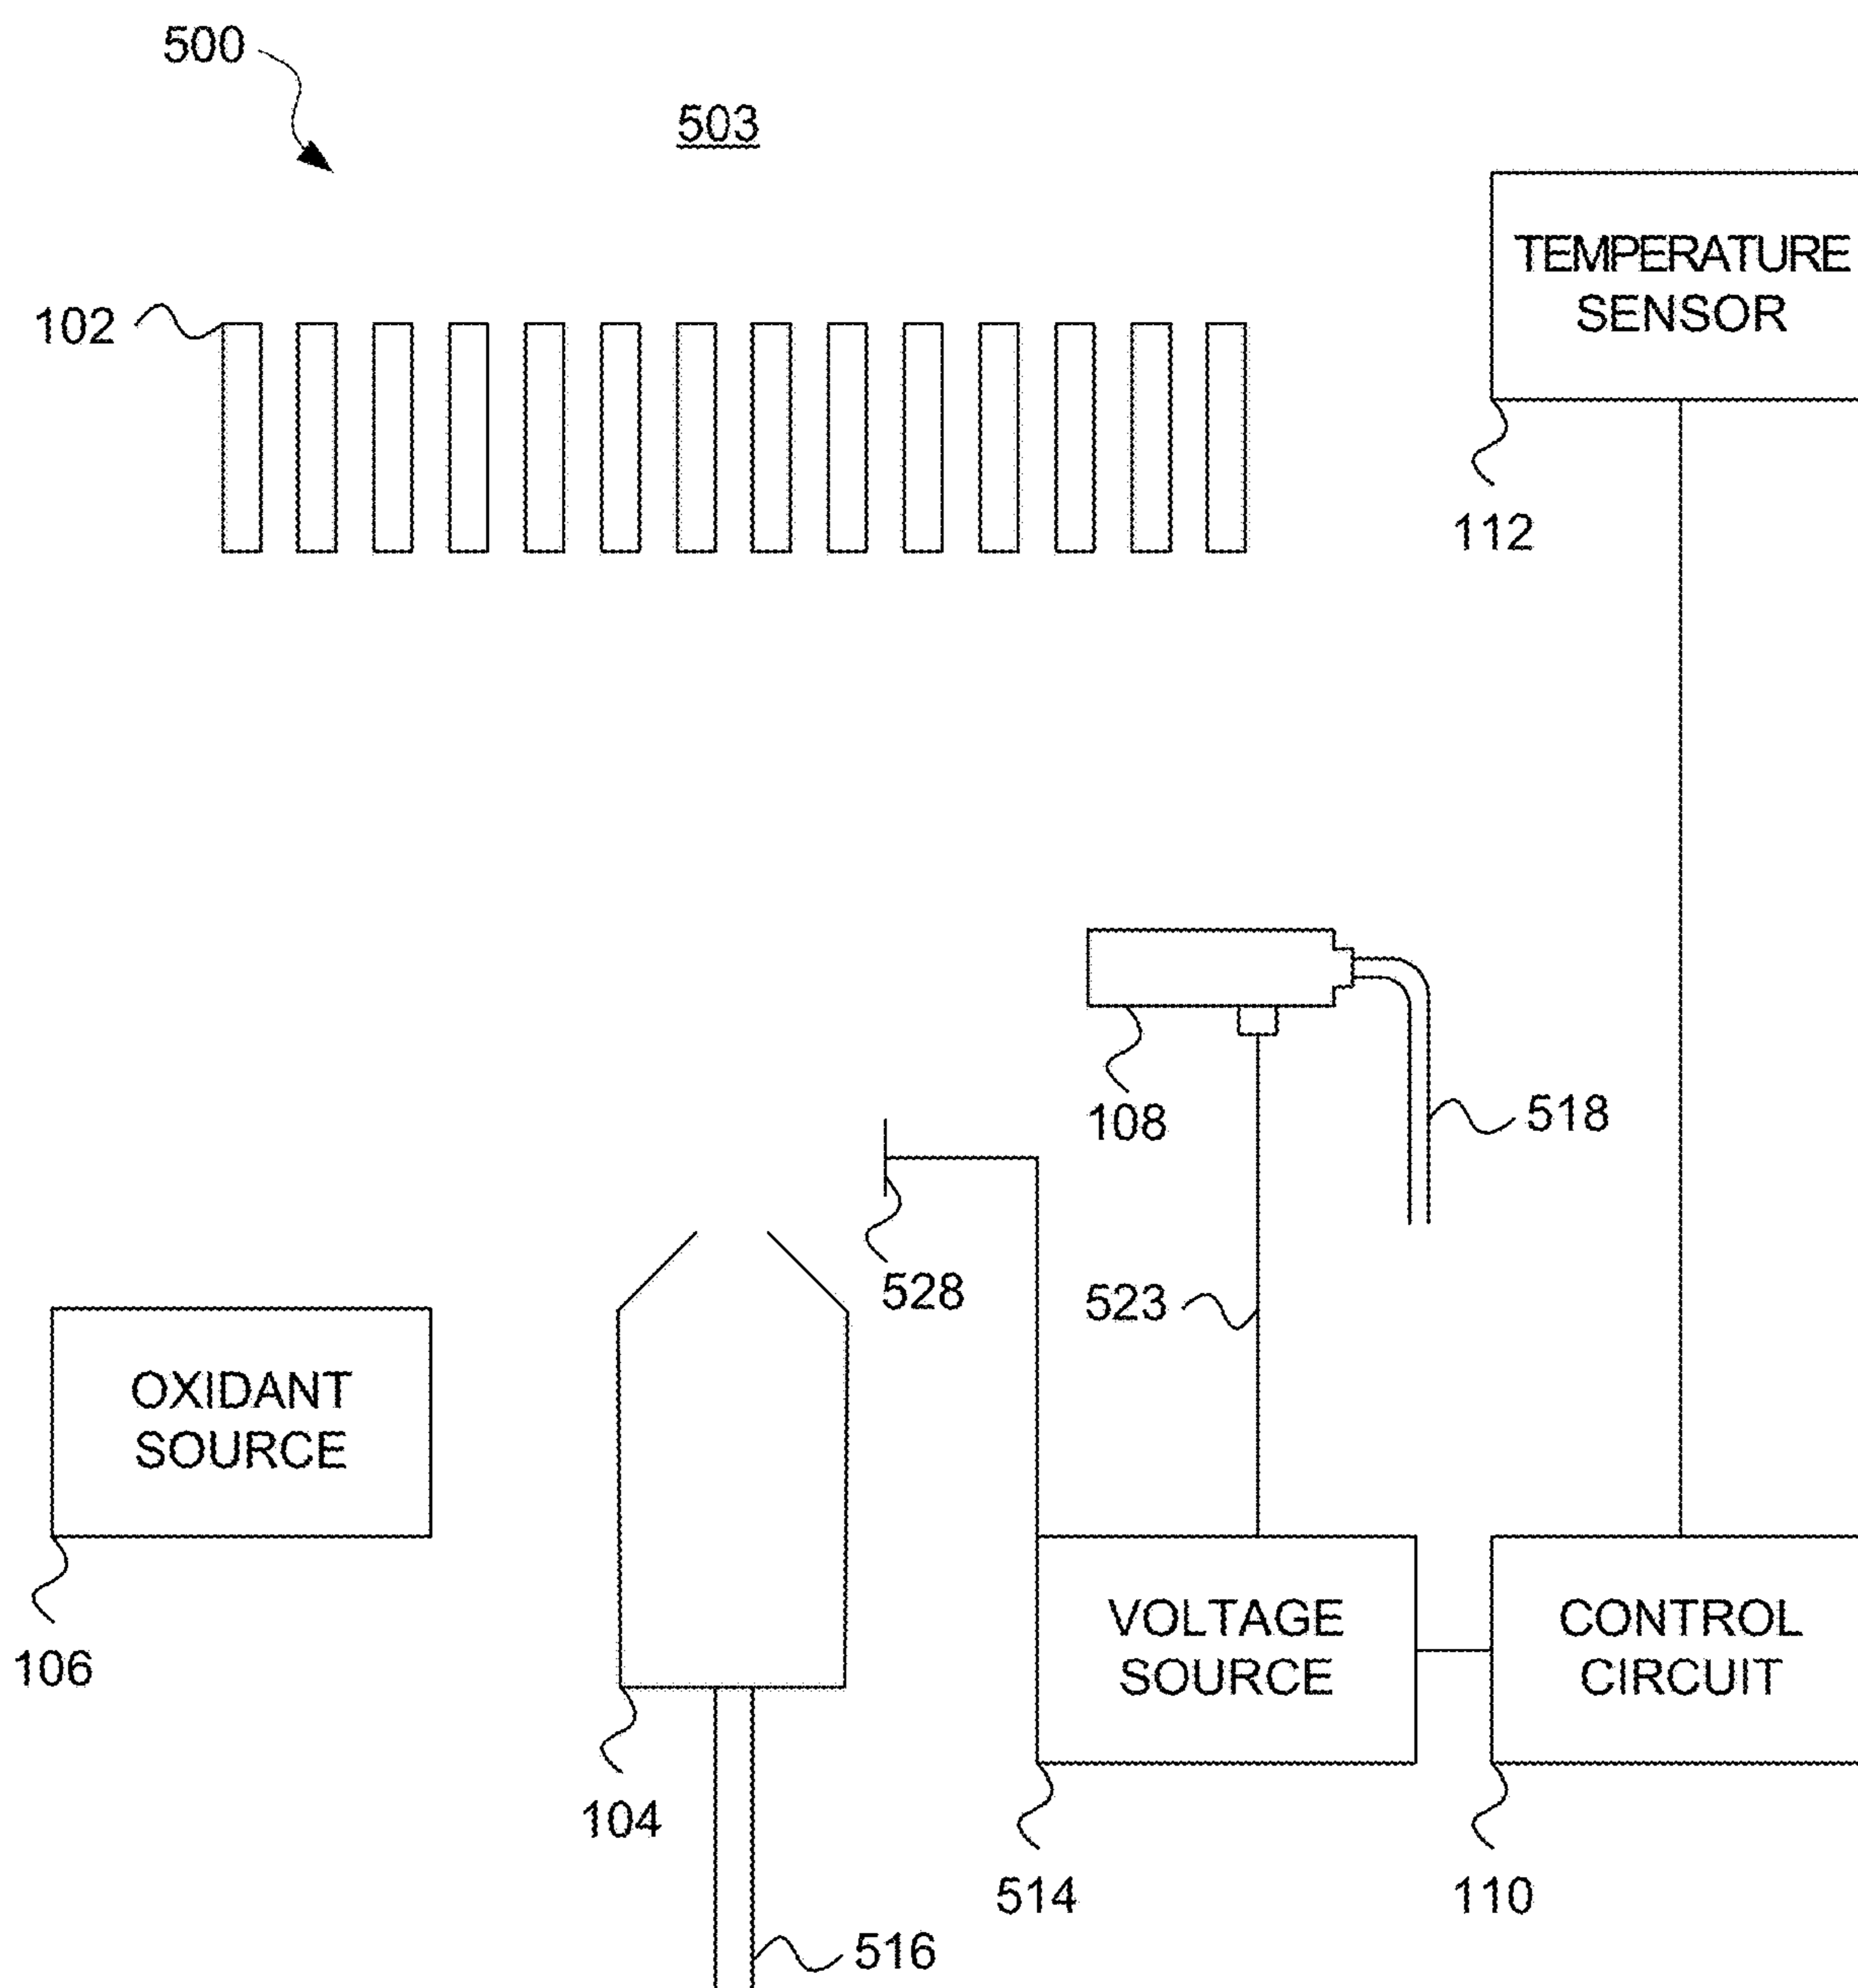 500
503
TEMPERATURE
SENSOR
102
112
108
518
528
523
OXIDANT
SOURCE
VOLTAGE
SOURCE
CONTROL
CIRCUIT
106
104
514
110
516